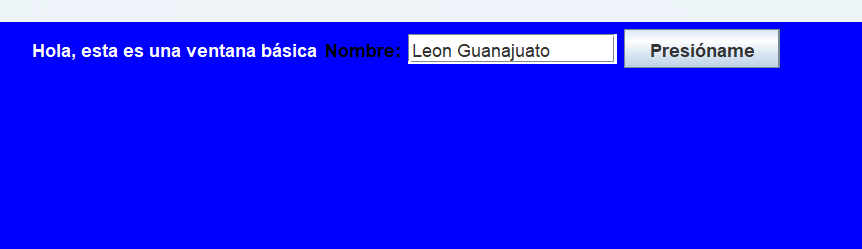 Hola, esta es una ventana básica Nombre: Leon Guanajuato Presióname